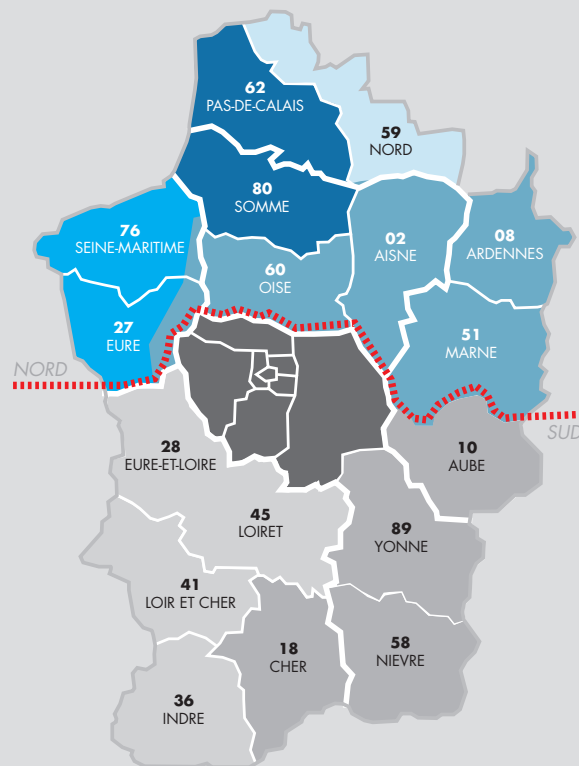 62
PAS-DE-CALAIS
59
NORD
80
SOMME
76
SEINE-MARITIME
02
AISNE
08
ARDENNES
60
OISE
27
EURE
51
MARNE
NORD
SUD
28
EURE-ET-LOIRE
10
AUBE
45
LOIRET
89
YONNE
41
LOIR ET CHER
18
CHER
58
NIEVRE
36
INDRE